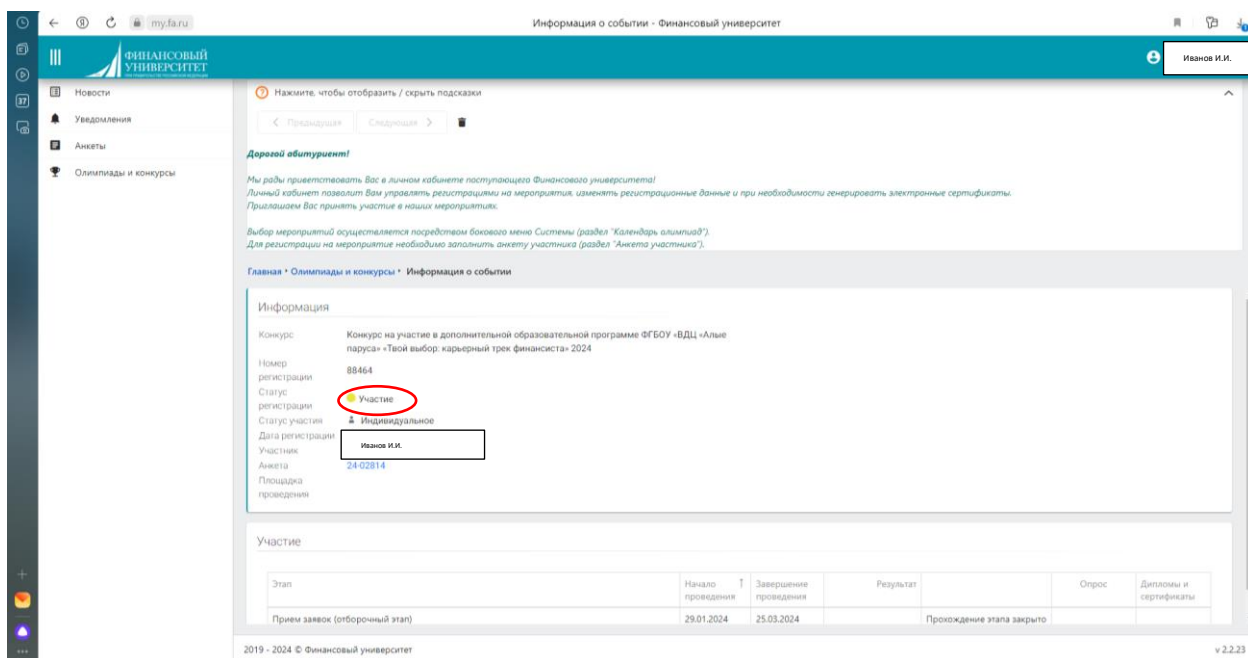 my.fa.ru
Информация о событии - Финансовый университет
ФИНАНСОВЫЙ
УНИВЕРСИТЕТ
Иванов И.И.
37
Новости
Уведомления
Анкеты
Олимпиады и конкурсы
Нажмите, чтобы отобразить / скрыть подсказки
Предыдущая
Следующая
Дорогой абитуриент!
Мы рады приветствовать Вас в личном кабинете поступающего Финансового университета!
Личный кабинет позволит Вам управлять регистрациями на мероприятия, изменять регистрационные данные и при необходимости генерировать электронные сертификаты.
Приглашаем Вас принять участие в наших мероприятиях.
Выбор мероприятий осуществляется посредством бокового меню Системы (раздел "Календарь олимпиад").
Для регистрации на мероприятие необходимо заполнить анкету участника (раздел "Анкета участника").
Главная • Олимпиады и конкурсы • Информация о событии
Информация
Конкурс Конкурс на участие в дополнительной образовательной программе ФГБОУ «ВДЦ «Алые
паруса» «Твой выбор: карьерный трек финансиста» 2024
Номер
регистрации 88464
Статус
регистрации Участие
Статус участия Индивидуальное
Дата регистрации
Участник Иванов И.И.
Анкета 24-02814
Площадка
проведения
Участие
Этап Начало проведения Завершение проведения Результат Опрос Дипломы и сертификаты
Прием заявок (отборочный этап) 29.01.2024 25.03.2024 Прохождение этапа закрыто
2019 - 2024 © Финансовый университет v 2.2.23